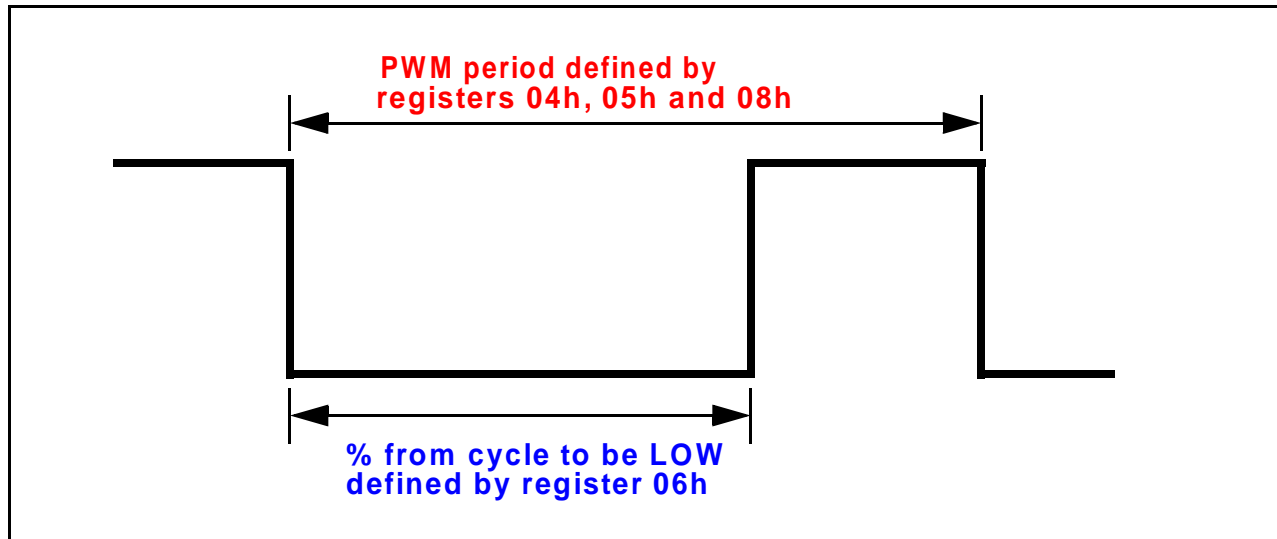 PWM period defined by
registers 04h, 05h and 08h
% from cycle to be LOW
defined by register 06h